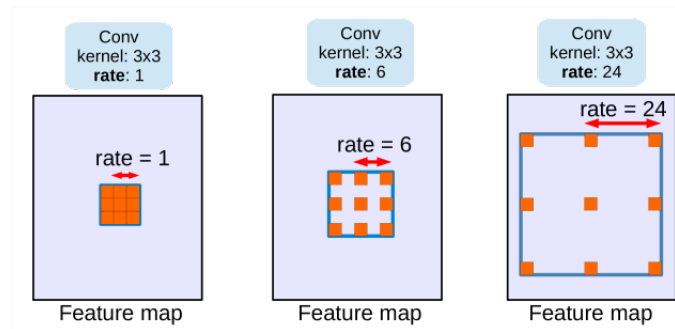 Conv
kernel: 3x3
rate: 1
Conv
kernel: 3x3
rate: 6
Conv
kernel: 3x3
rate: 24
rate = 1
rate = 6
rate = 24
Feature map
Feature map
Feature map